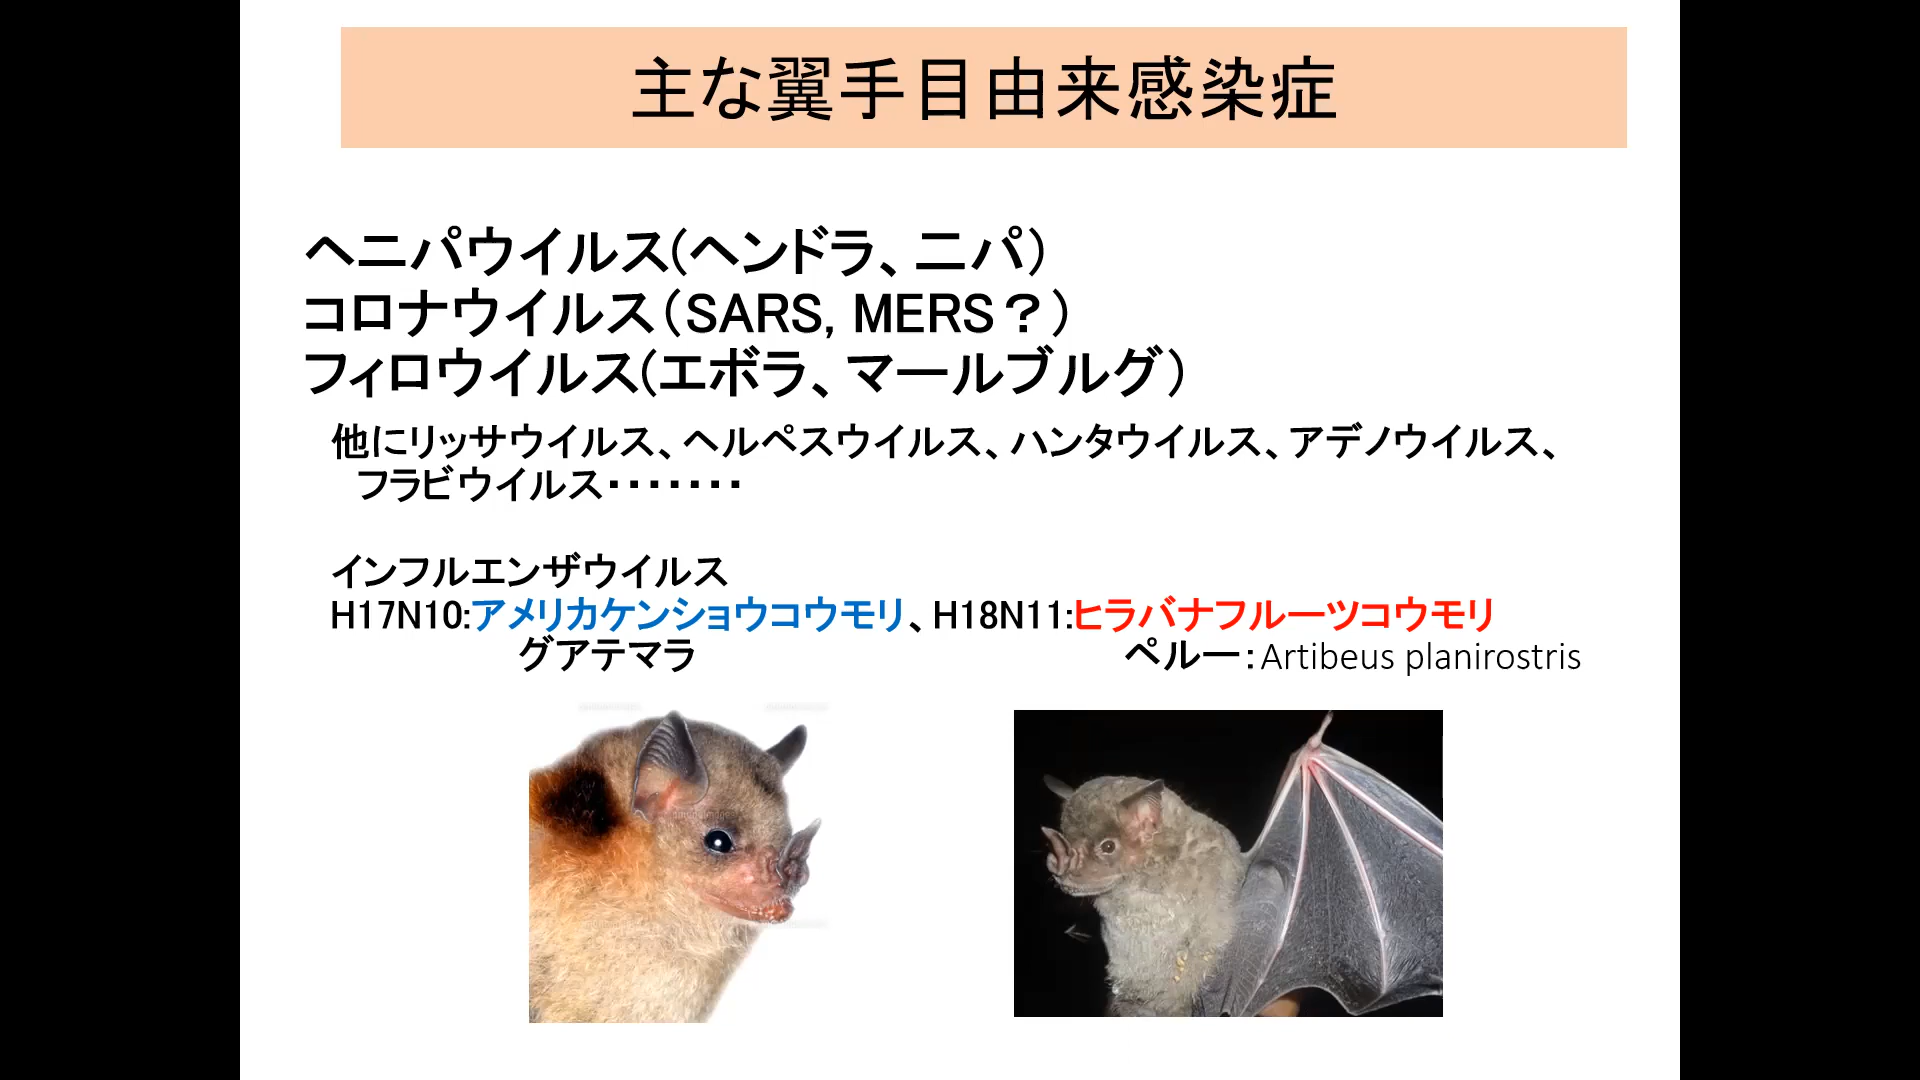 主な翼手目由来感染症
ヘニパウイルス(ヘンドラ、ニパ）
コロナウイルス（SARS, MERS？）
フィロウイルス(エボラ、マールブルグ）
他にリッサウイルス、ヘルペスウイルス、ハンタウイルス、アデノウイルス、
フラビウイルス・・・・・・・
インフルエンザウイルス
H17N10:アメリカケンショウコウモリ、H18N11:ヒラバナフルーツコウモリ
グアテマラ ペルー：Artibeus planirostris